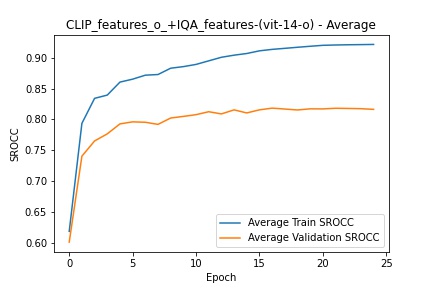 CLIP_features_o_+IQA_features-(vit-14-o) - Average
0.90
0.85
0.80
0.75
0.70
0.65
0.60
SROCC
Average Train SROCC
Average Validation SROCC
0 5 10 15 20 25
Epoch